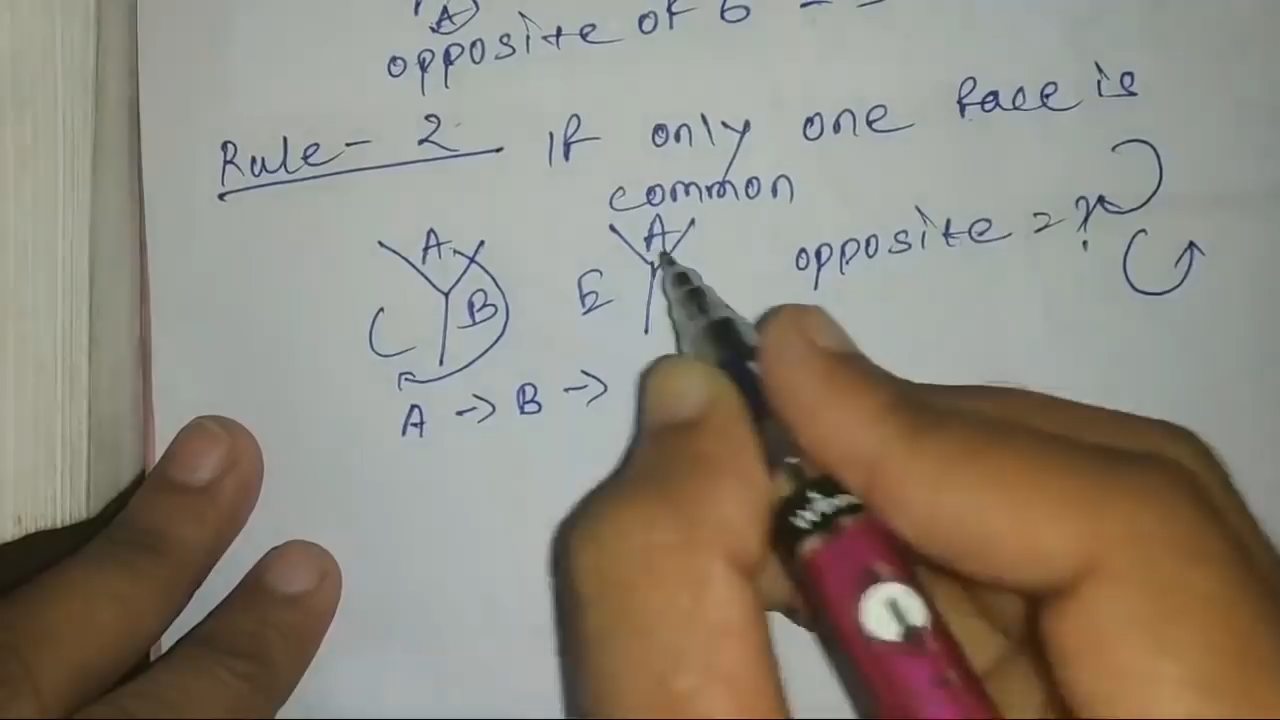 A
opposite of 6 --
Rule- 2 If only one face is
common
A A opposite = ?
C B E
A → B →